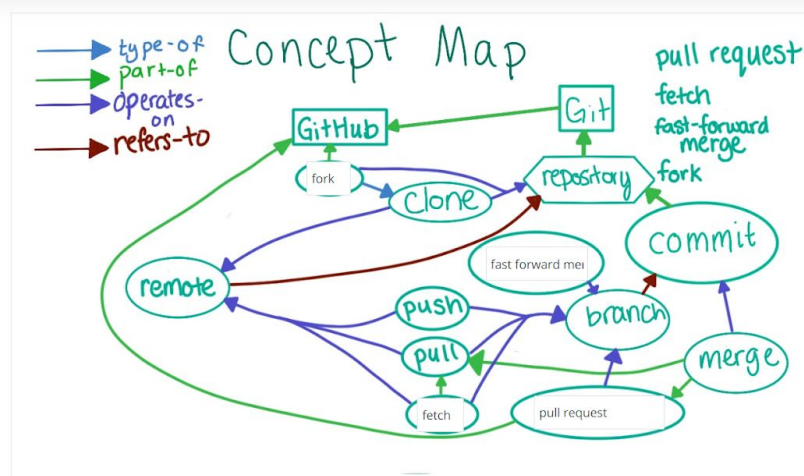 Concept Map
type-of
part-of
operates-
on
refers-to
pull request
fetch
fast-forward
merge
fork
GitHub
Git
fork
clone
repository
commit
remote
fast forward mer
push
branch
pull
merge
fetch
pull request